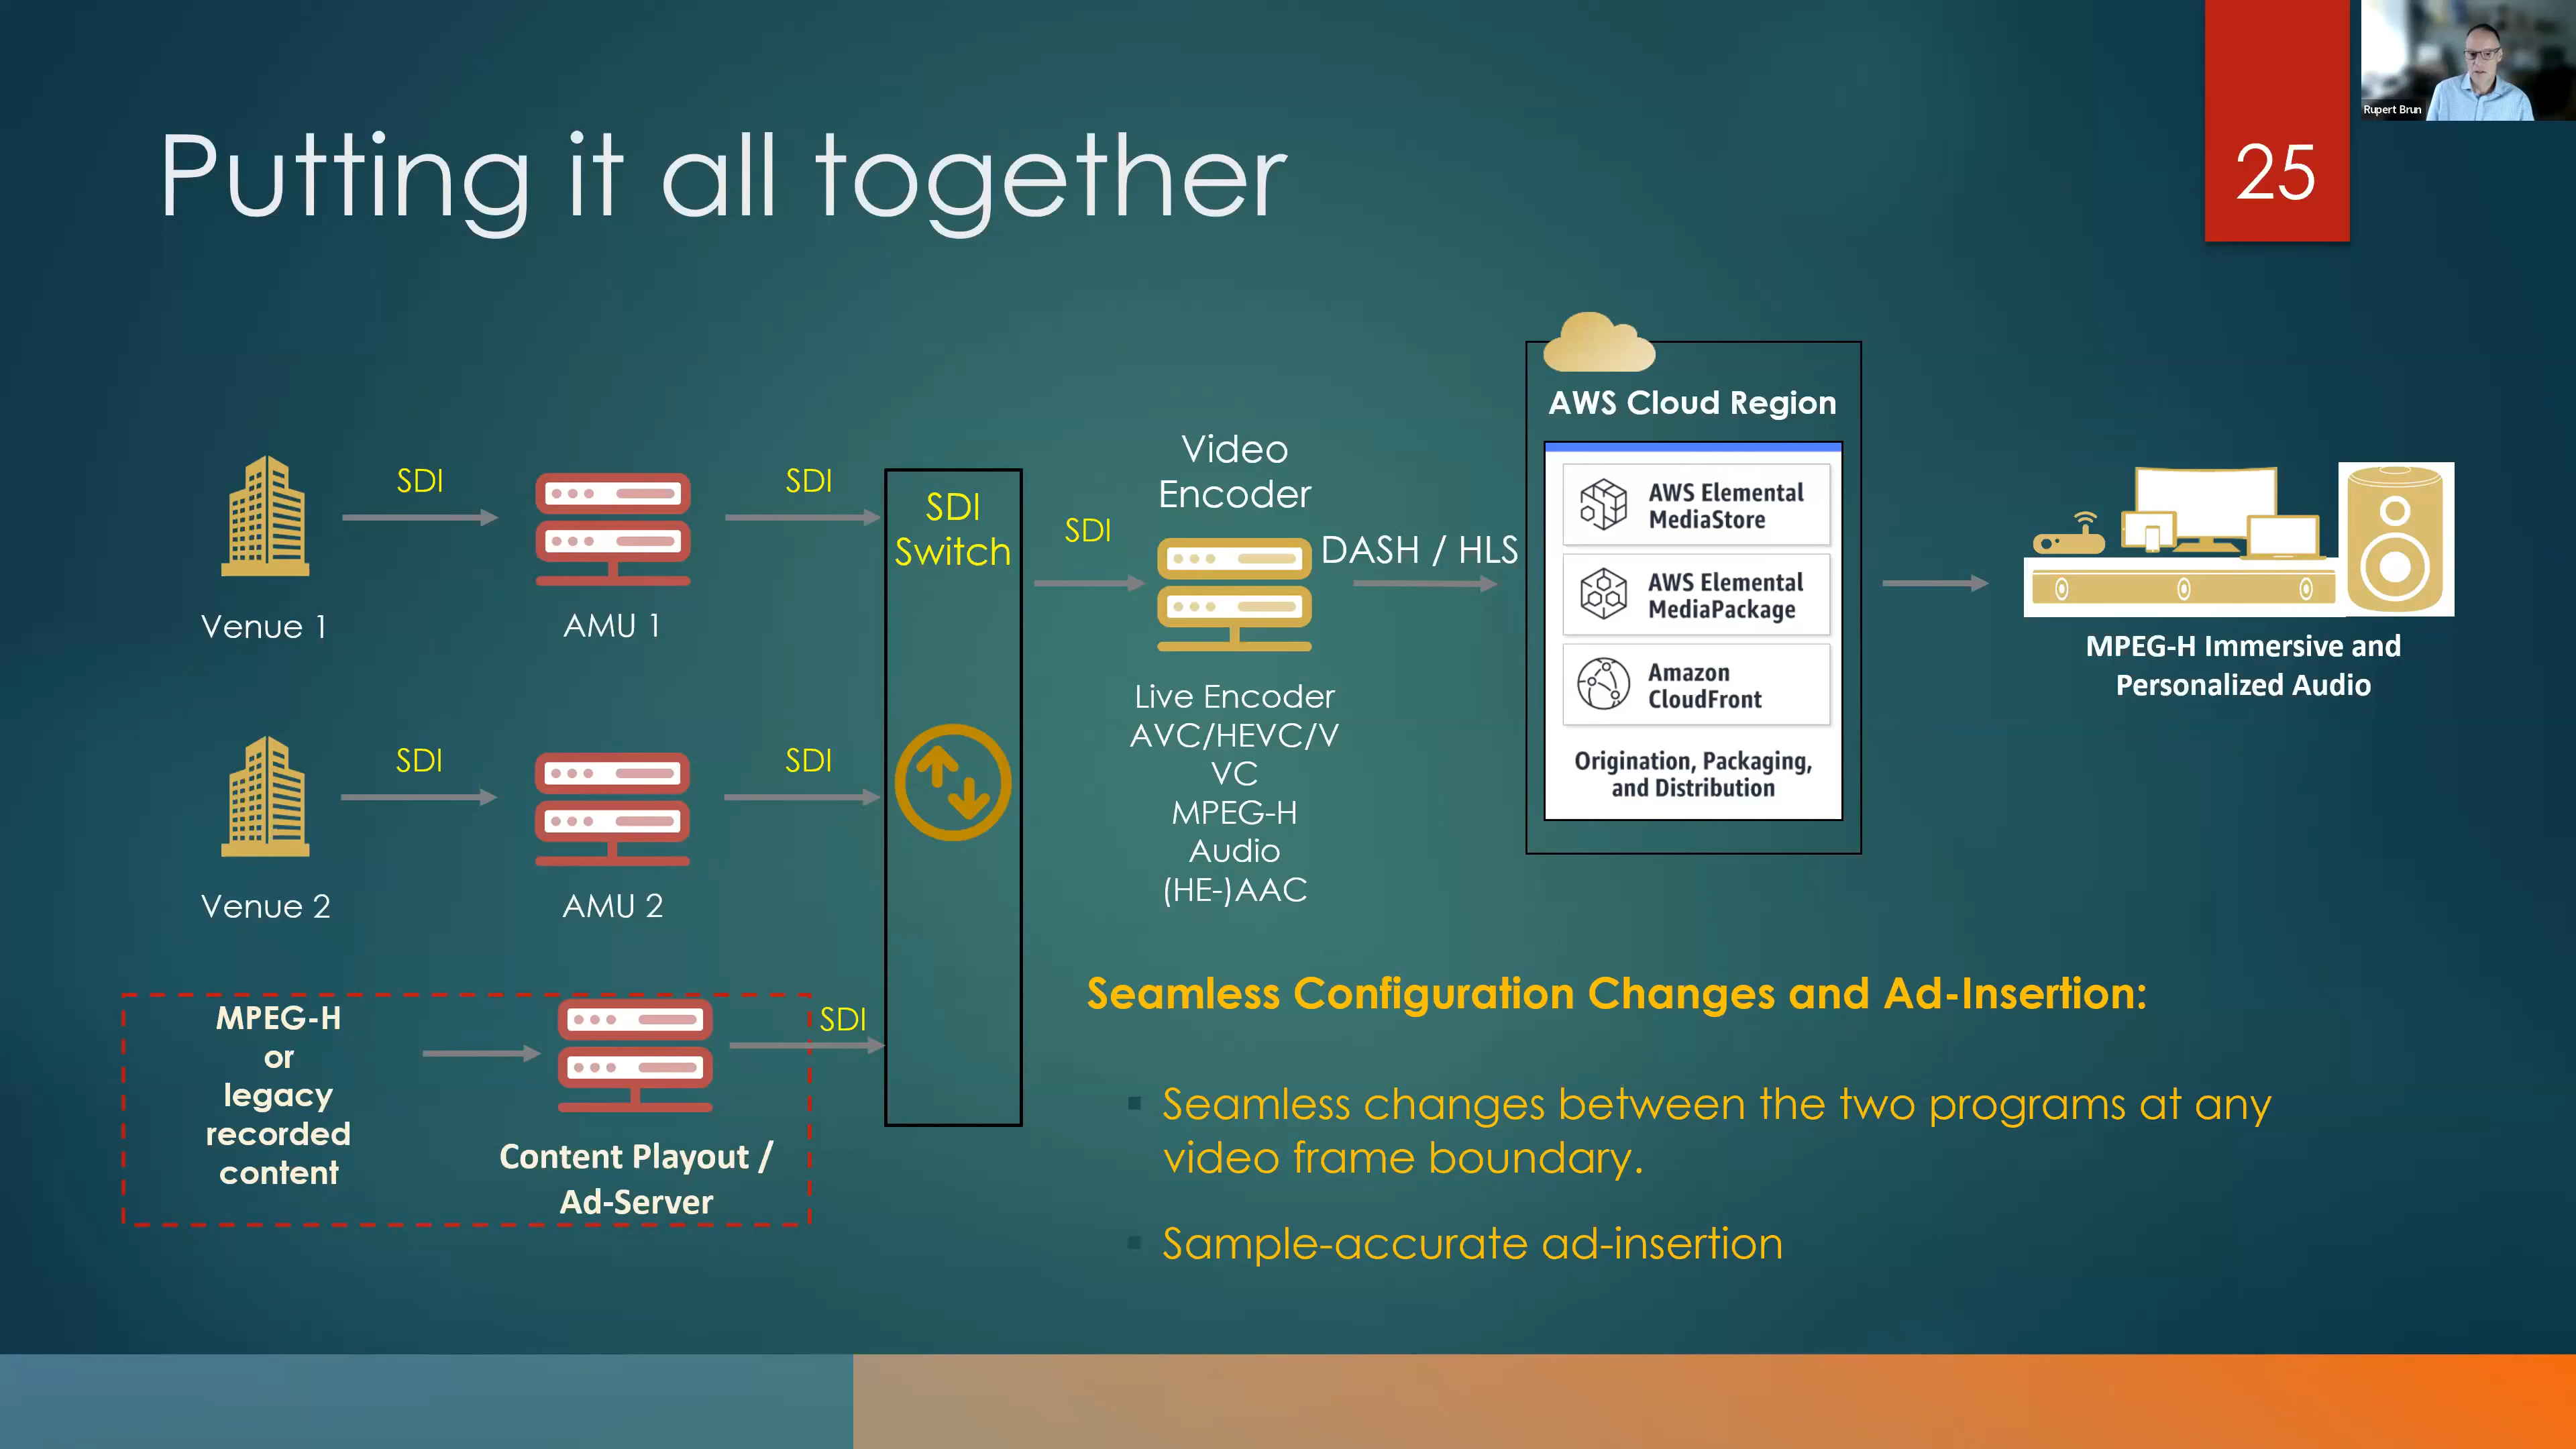 Putting it all together
25
Rupert Brun
SDI
SDI
Venue 1
AMU 1
SDI
SDI
Venue 2
AMU 2
MPEG-H
or
legacy
recorded
content
Content Playout /
Ad-Server
SDI
SDI
Switch
SDI
Video
Encoder
Live Encoder
AVC/HEVC/V
VC
MPEG-H
Audio
(HE-)AAC
DASH / HLS
AWS Cloud Region
AWS Elemental
MediaStore
AWS Elemental
MediaPackage
Amazon
CloudFront
Origination, Packaging,
and Distribution
MPEG-H Immersive and
Personalized Audio
Seamless Configuration Changes and Ad-Insertion:
Seamless changes between the two programs at any
video frame boundary.
Sample-accurate ad-insertion